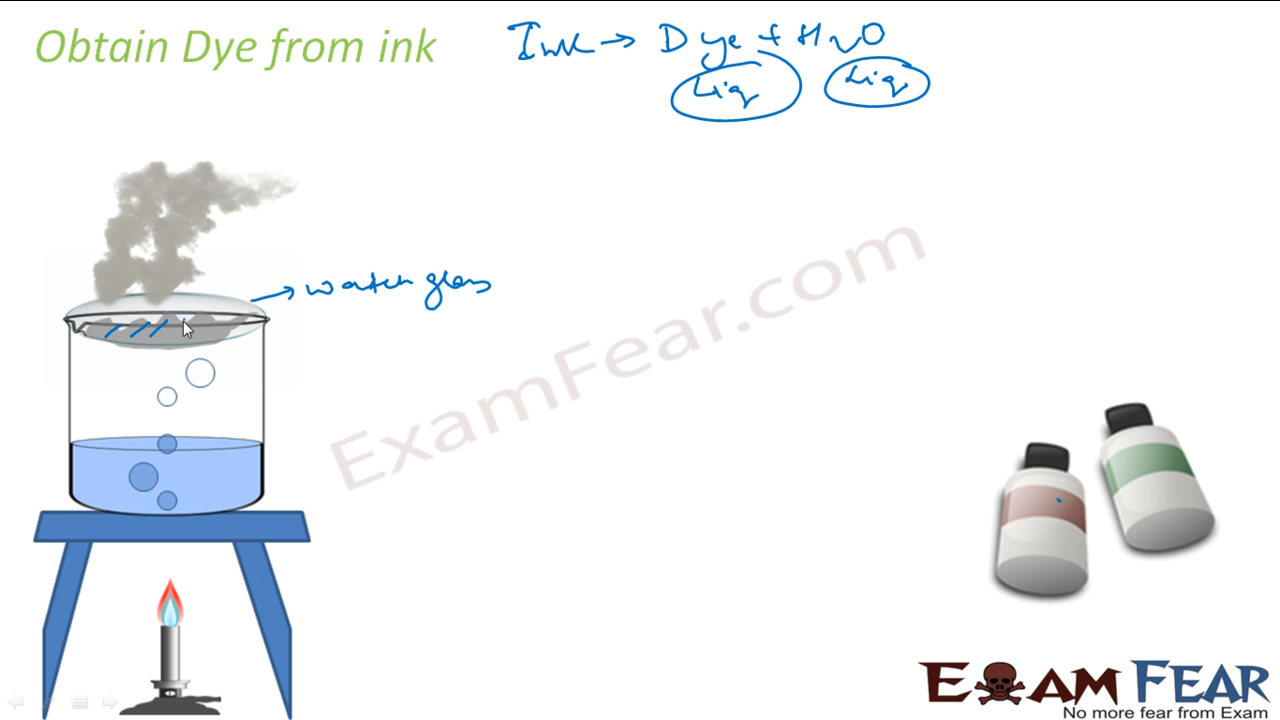 Obtain Dye from ink
Ink → Dye + H2O
Liq Liq
→ watch glass
ExamFear.com
EXAM FEAR
No more fear from Exam